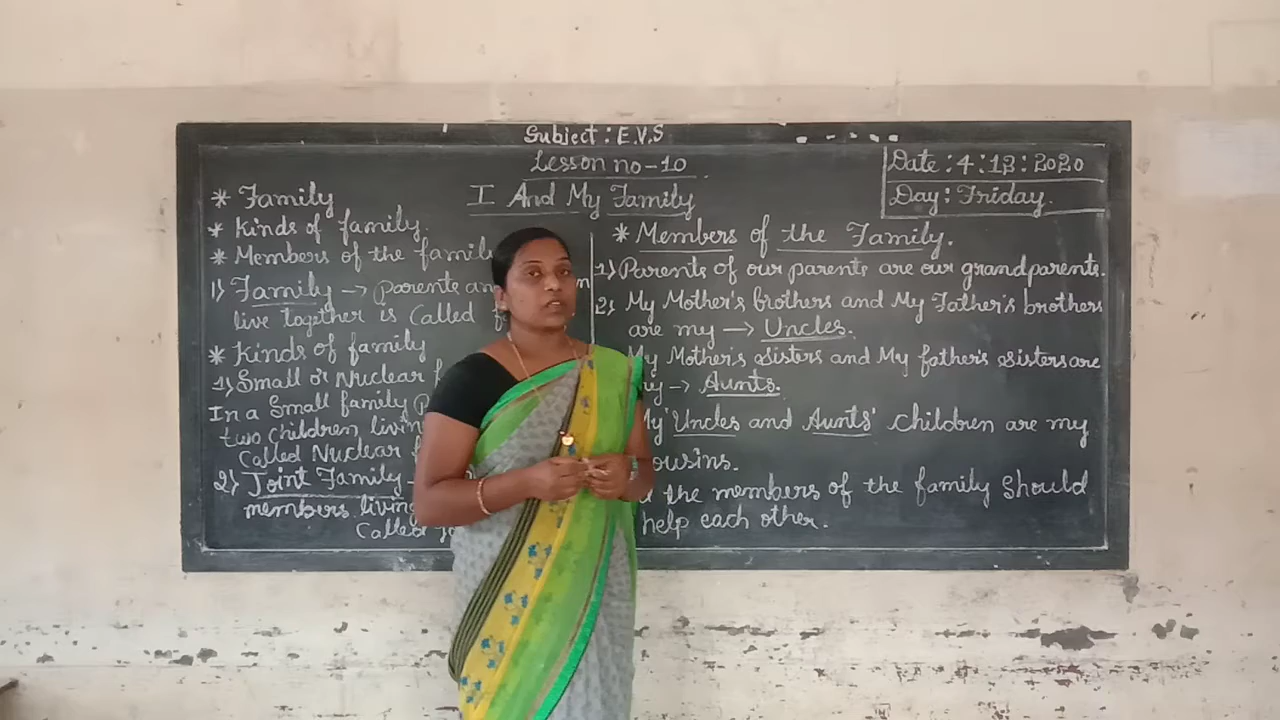 Subject : E.V.S
Lesson no-10
I And My Family
Date : 4:12:2020
Day : Friday.
* Family
* Kinds of family.
* Members of the family
1) Family → parents
live together is called
* Kinds of family
1) Small or Nuclear
In a Small family
two children
Called Nuclear
2) Joint Family
members living
Called
* Members of the Family.
1) Parents of our parents are our grandparents.
2) My Mother's brothers and My Father's brothers
are my → Uncles.
My Mother's Sisters and My father's Sisters are
→ Aunts.
My Uncles and Aunts' children are my
ousins.
the members of the family Should
help each other.